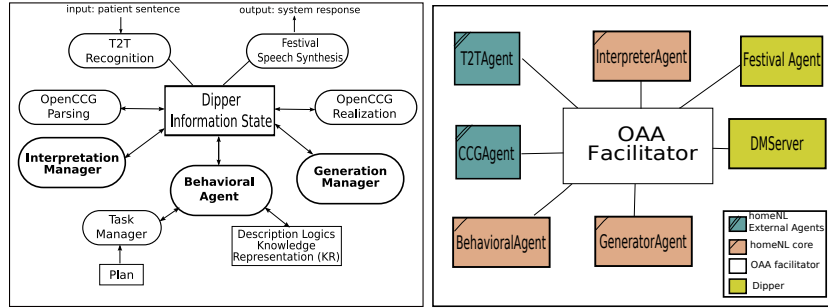 input: patient sentence
output: system response
T2T
Recognition
Festival
Speech Synthesis
OpenCCG
Parsing
Dipper
Information State
OpenCCG
Realization
Interpretation
Manager
Behavioral
Agent
Generation
Manager
Task
Manager
Description Logics
Knowledge
Representation (KR)
Plan
T2TAgent
InterpreterAgent
Festival Agent
CCGAgent
OAA
Facilitator
DMServer
BehavioralAgent
GeneratorAgent
homeNL
External Agents
homeNL core
OAA facilitator
Dipper